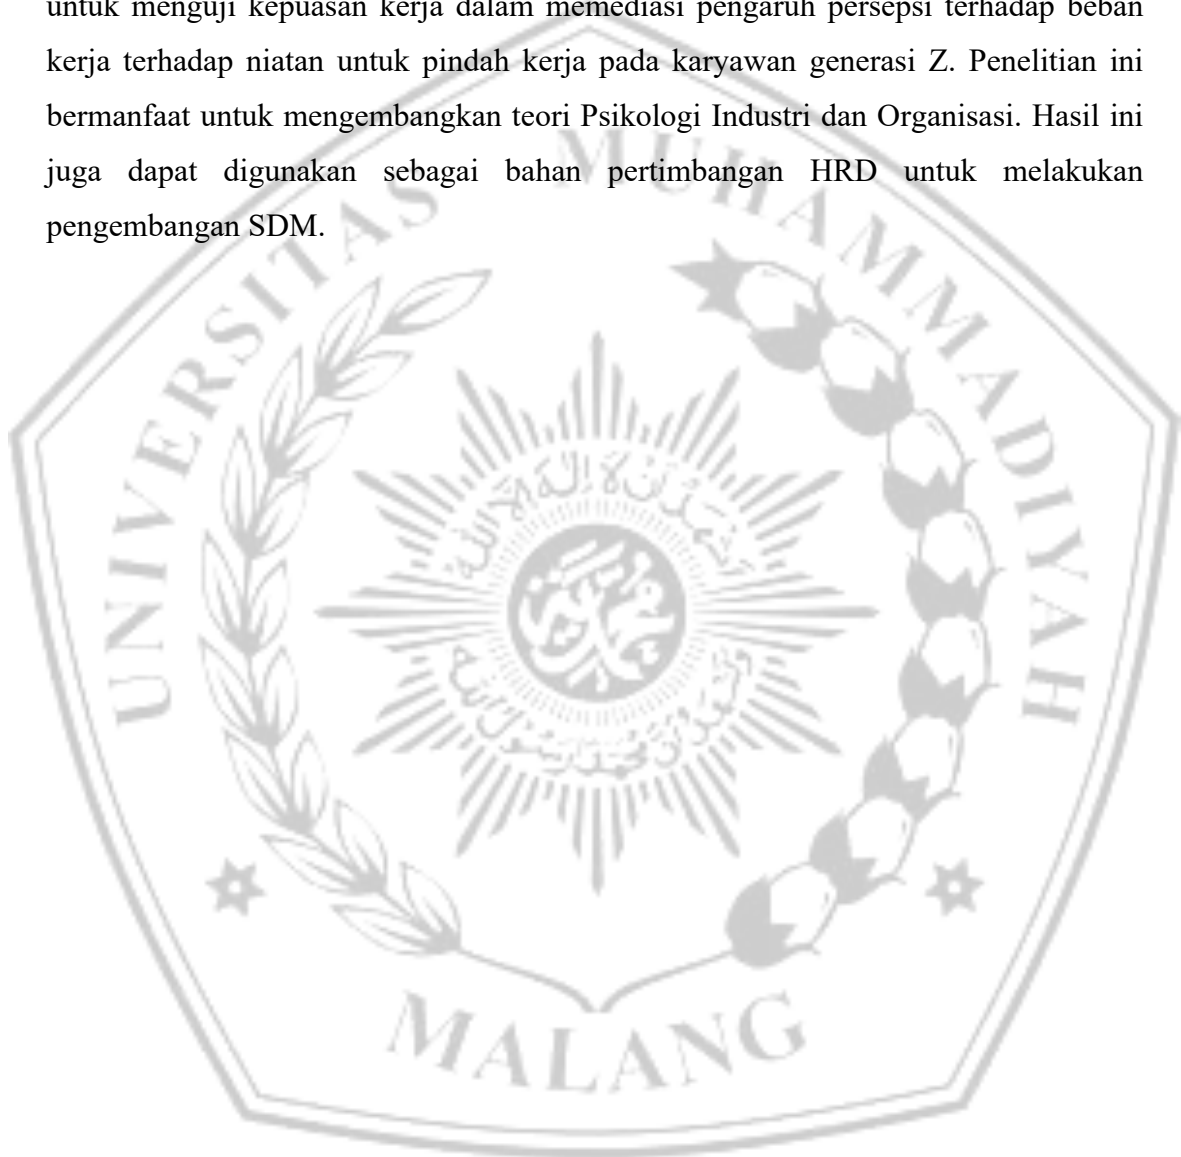 untuk menguji kepuasan kerja dalam memediasi pengaruh persepsi terhadap beban
kerja terhadap niatan untuk pindah kerja pada karyawan generasi Z. Penelitian ini
bermanfaat untuk mengembangkan teori Psikologi Industri dan Organisasi. Hasil ini
juga dapat digunakan sebagai bahan pertimbangan HRD untuk melakukan
pengembangan SDM.
UNIVERSITAS MUHAMMADIYAH
MALANG